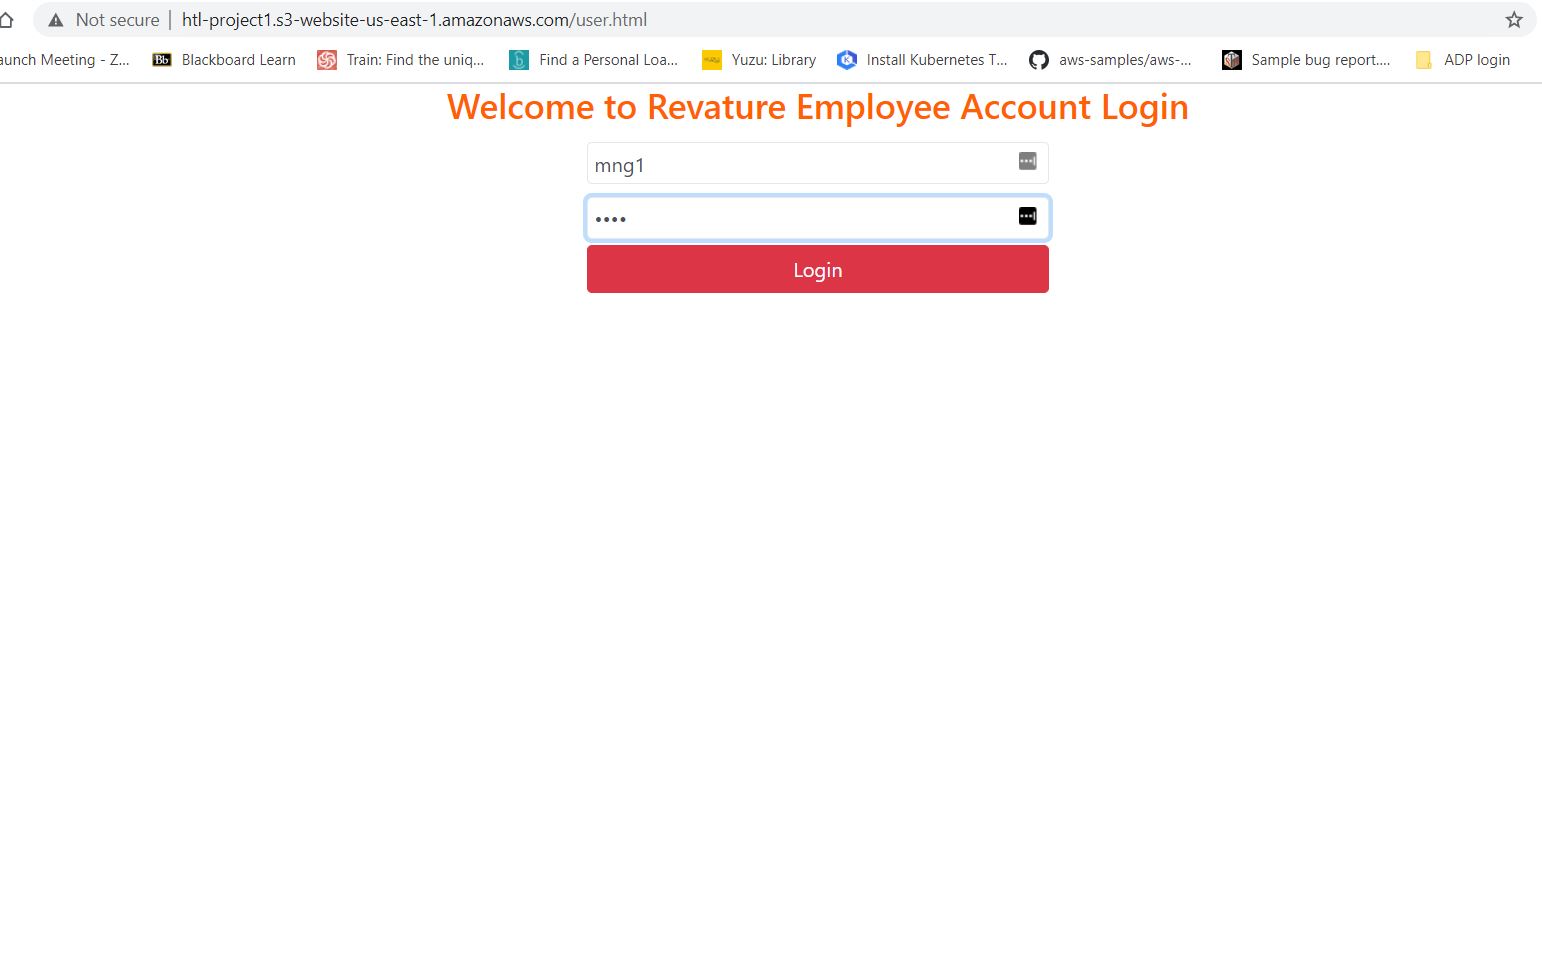 Not secure | htl-project1.s3-website-us-east-1.amazonaws.com/user.html
aunch Meeting - Z... Bb Blackboard Learn Train: Find the uniq... Find a Personal Loa... Yuzu: Library Install Kubernetes T... aws-samples/aws-... Sample bug report.... ADP login
Welcome to Revature Employee Account Login
mng1
••••
Login